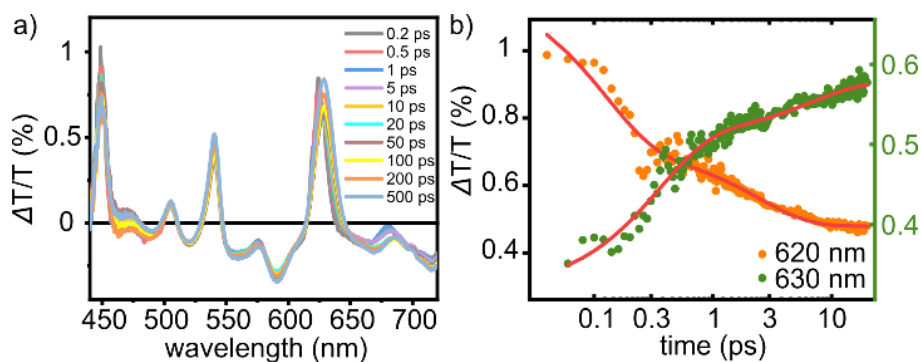 a)
ΔT/T (%)
1
0.5
0
0.2 ps
0.5 ps
1 ps
5 ps
10 ps
20 ps
50 ps
100 ps
200 ps
500 ps
450 500 550 600 650 700
wavelength (nm)
b)
ΔT/T (%)
1.0
0.8
0.6
0.4
0.6
0.5
0.4
620 nm
630 nm
0.1 0.3 1 3 10
time (ps)